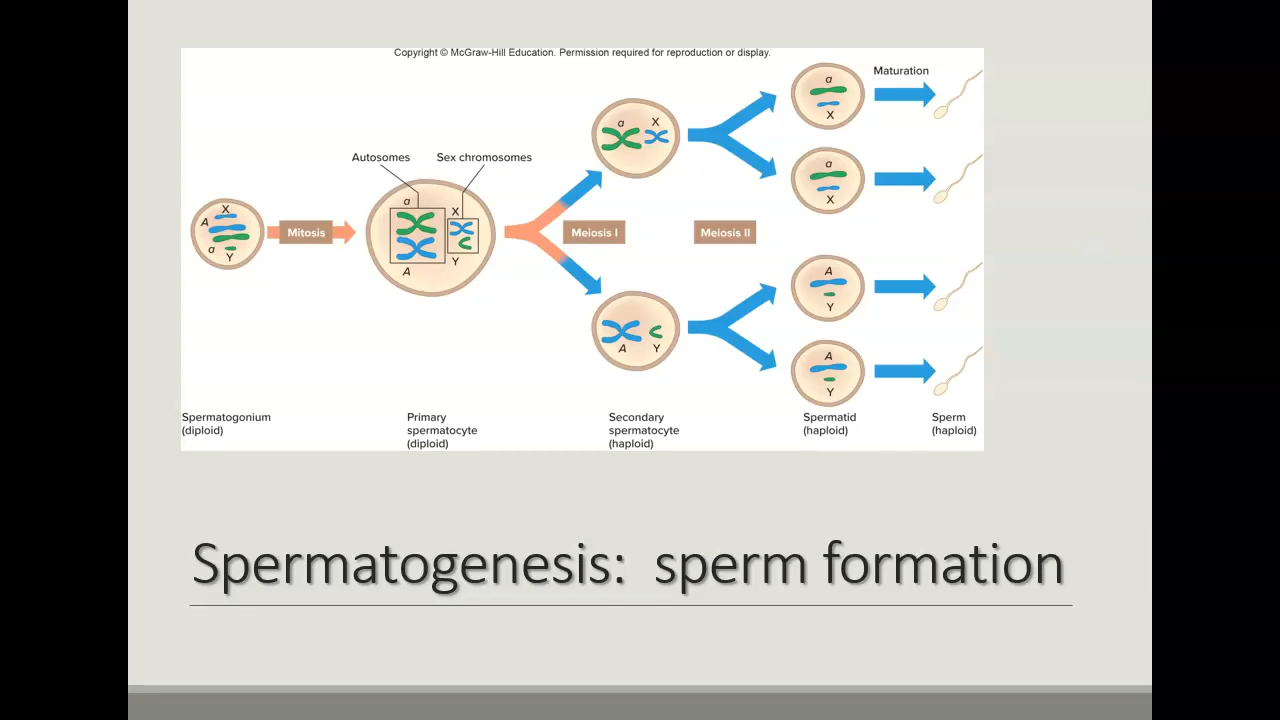 Copyright © McGraw-Hill Education. Permission required for reproduction or display.
Maturation
a
X
a
X
Autosomes
Sex chromosomes
a
X
X
A
a
Y
Mitosis
a
X
A
Y
Meiosis I
Meiosis II
A
Y
A
Y
A
Y
Spermatogonium
(diploid)
Primary
spermatocyte
(diploid)
Secondary
spermatocyte
(haploid)
Spermatid
(haploid)
Sperm
(haploid)
Spermatogenesis: sperm formation